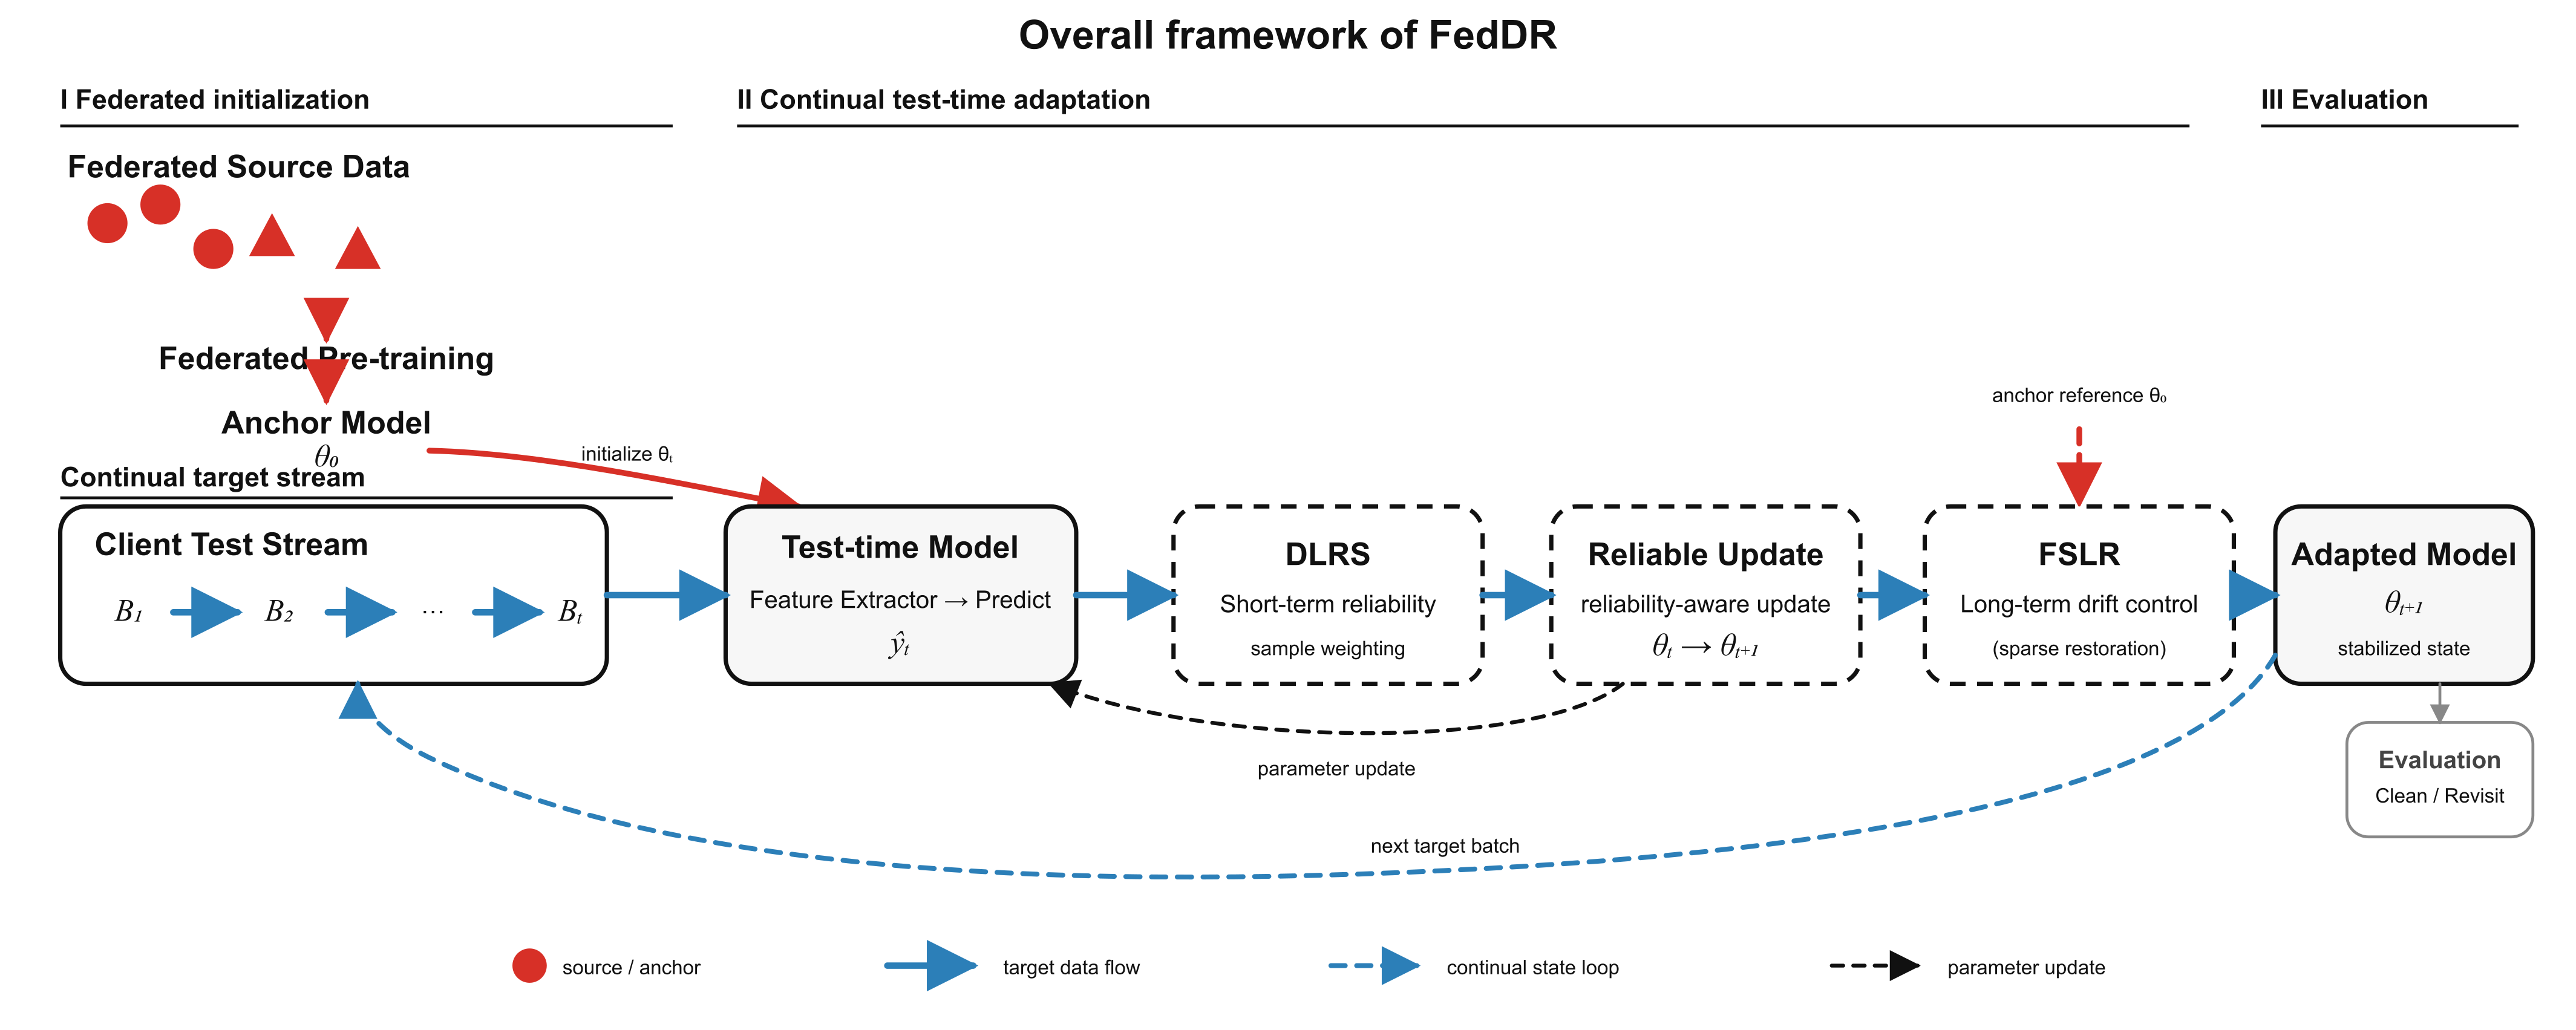 Overall framework of FedDR
I Federated initialization
II Continual test-time adaptation
III Evaluation
Federated Source Data
Federated Pre-training
Anchor Model
θ₀
initialize θₜ
anchor reference θ₀
Continual target stream
Client Test Stream
B₁ B₂ ··· Bₜ
Test-time Model
Feature Extractor → Predict
ŷₜ
DLRS
Short-term reliability
sample weighting
Reliable Update
reliability-aware update
θₜ → θₜ₊₁
FSLR
Long-term drift control
(sparse restoration)
Adapted Model
θₜ₊₁
stabilized state
Evaluation
Clean / Revisit
parameter update
next target batch
source / anchor
target data flow
continual state loop
parameter update